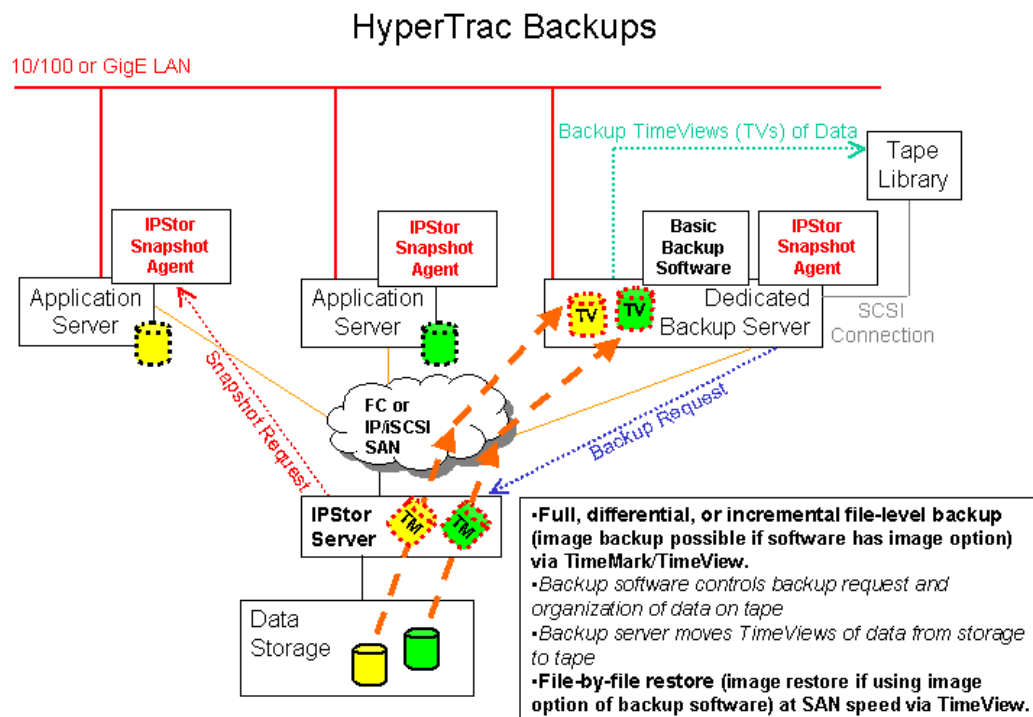 HyperTrac Backups
10/100 or GigE LAN
Backup TimeViews (TVs) of Data
Tape
Library
IPStor
Snapshot
Agent
IPStor
Snapshot
Agent
Basic
Backup
Software
IPStor
Snapshot
Agent
Application
Server
Application
Server
TV
TV
Dedicated
Backup Server
SCSI
Connection
Snapshot Request
FC or
IP/iSCSI
SAN
Backup Request
IPStor
Server
TM
TM
Data
Storage
•Full, differential, or incremental file-level backup
(image backup possible if software has image option)
via TimeMark/TimeView.
•Backup software controls backup request and
organization of data on tape
•Backup server moves TimeViews of data from storage
to tape
•File-by-file restore (image restore if using image
option of backup software) at SAN speed via TimeView.